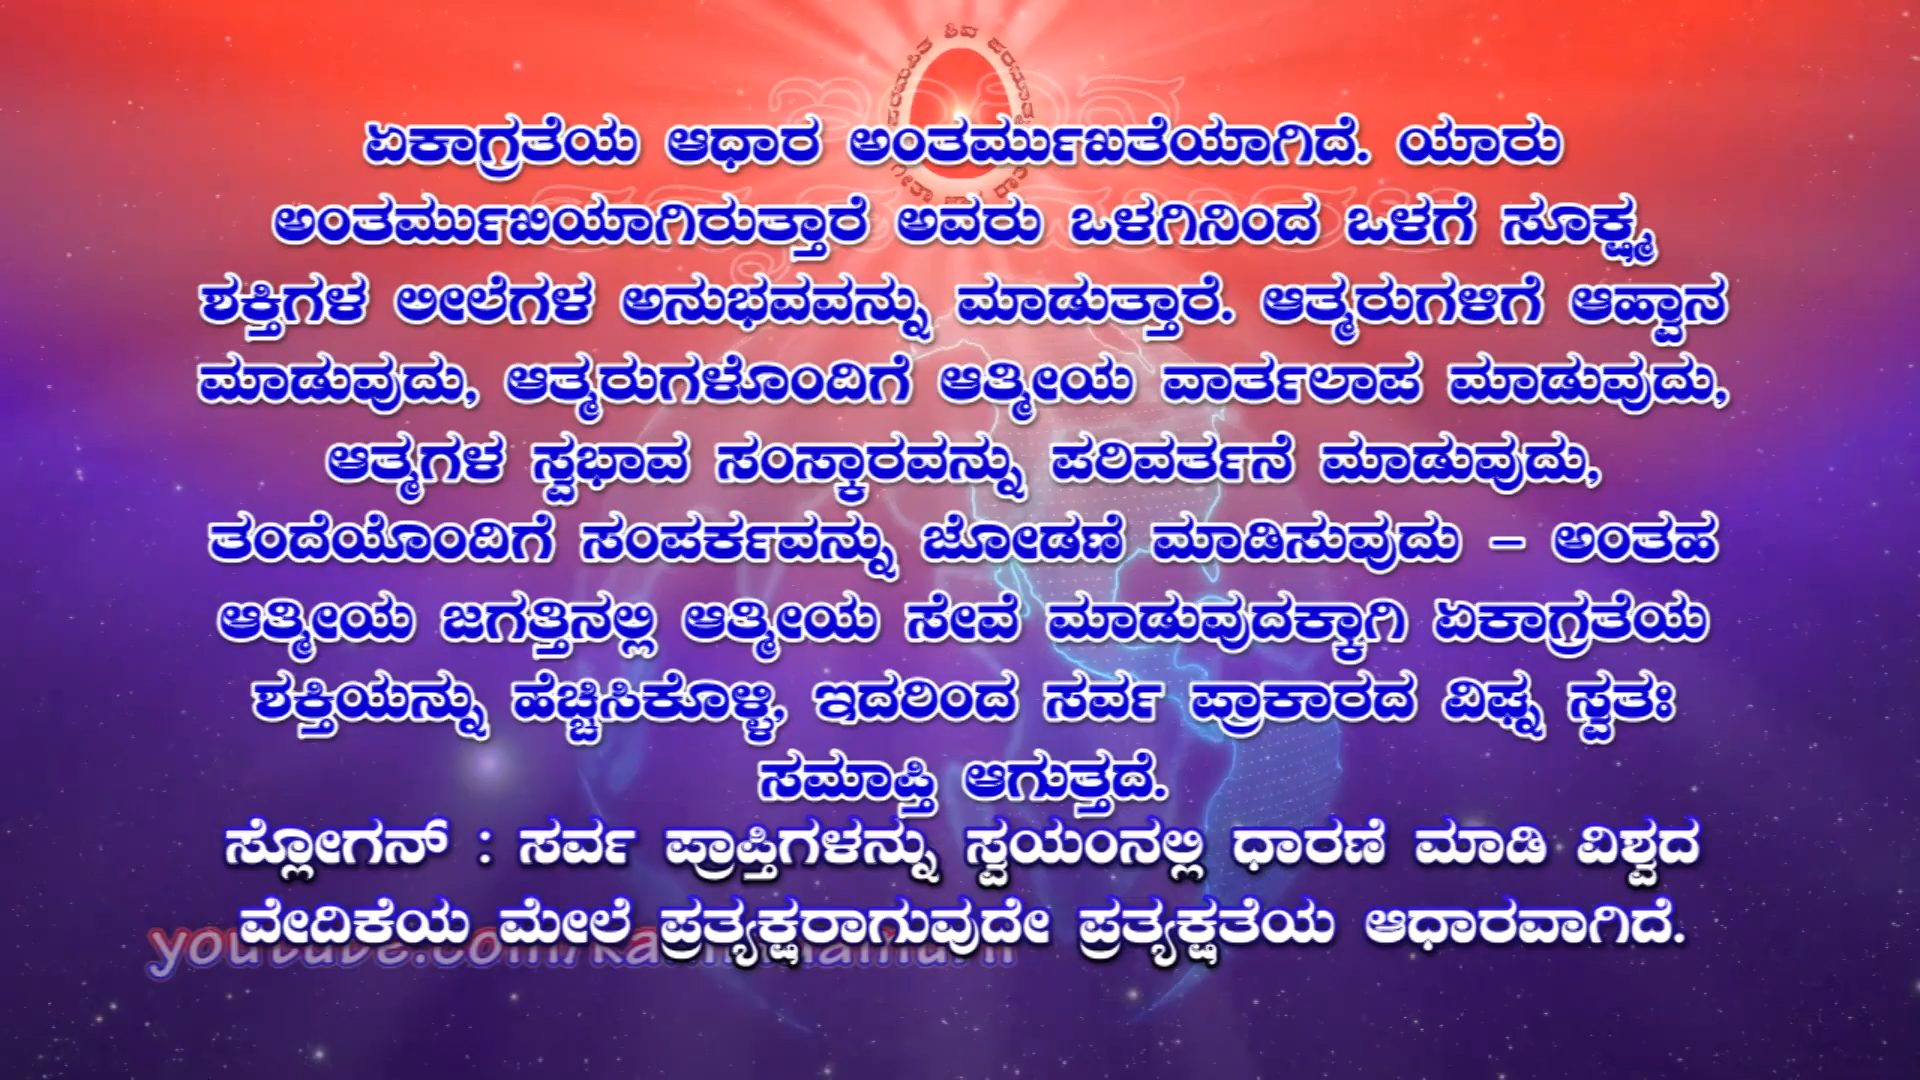 ಏಕಾಗ್ರತೆಯ ಆಧಾರ ಅಂತರ್ಮುಖತೆಯಾಗಿದೆ. ಯಾರು
ಅಂತರ್ಮುಖಿಯಾಗಿರುತ್ತಾರೆ ಅವರು ಒಳಗಿನಿಂದ ಒಳಗೆ ಸೂಕ್ಷ್ಮ
ಶಕ್ತಿಗಳ ಲೀಲೆಗಳ ಅನುಭವವನ್ನು ಮಾಡುತ್ತಾರೆ. ಆತ್ಮರುಗಳಿಗೆ ಆಹ್ವಾನ
ಮಾಡುವುದು, ಆತ್ಮರುಗಳೊಂದಿಗೆ ಆತ್ಮೀಯ ವಾರ್ತಲಾಪ ಮಾಡುವುದು,
ಆತ್ಮಗಳ ಸ್ವಭಾವ ಸಂಸ್ಕಾರವನ್ನು ಪರಿವರ್ತನೆ ಮಾಡುವುದು,
ತಂದೆಯೊಂದಿಗೆ ಸಂಪರ್ಕವನ್ನು ಜೋಡಣೆ ಮಾಡಿಸುವುದು – ಅಂತಹ
ಆತ್ಮೀಯ ಜಗತ್ತಿನಲ್ಲಿ ಆತ್ಮೀಯ ಸೇವೆ ಮಾಡುವುದಕ್ಕಾಗಿ ಏಕಾಗ್ರತೆಯ
ಶಕ್ತಿಯನ್ನು ಹೆಚ್ಚಿಸಿಕೊಳ್ಳಿ, ಇದರಿಂದ ಸರ್ವ ಪ್ರಾಕಾರದ ವಿಘ್ನ ಸ್ವತಃ
ಸಮಾಪ್ತಿ ಆಗುತ್ತದೆ.
ಸ್ಲೋಗನ್ : ಸರ್ವ ಪ್ರಾಪ್ತಿಗಳನ್ನು ಸ್ವಯಂನಲ್ಲಿ ಧಾರಣೆ ಮಾಡಿ ವಿಶ್ವದ
ವೇದಿಕೆಯ ಮೇಲೆ ಪ್ರತ್ಯಕ್ಷರಾಗುವುದೇ ಪ್ರತ್ಯಕ್ಷತೆಯ ಆಧಾರವಾಗಿದೆ.